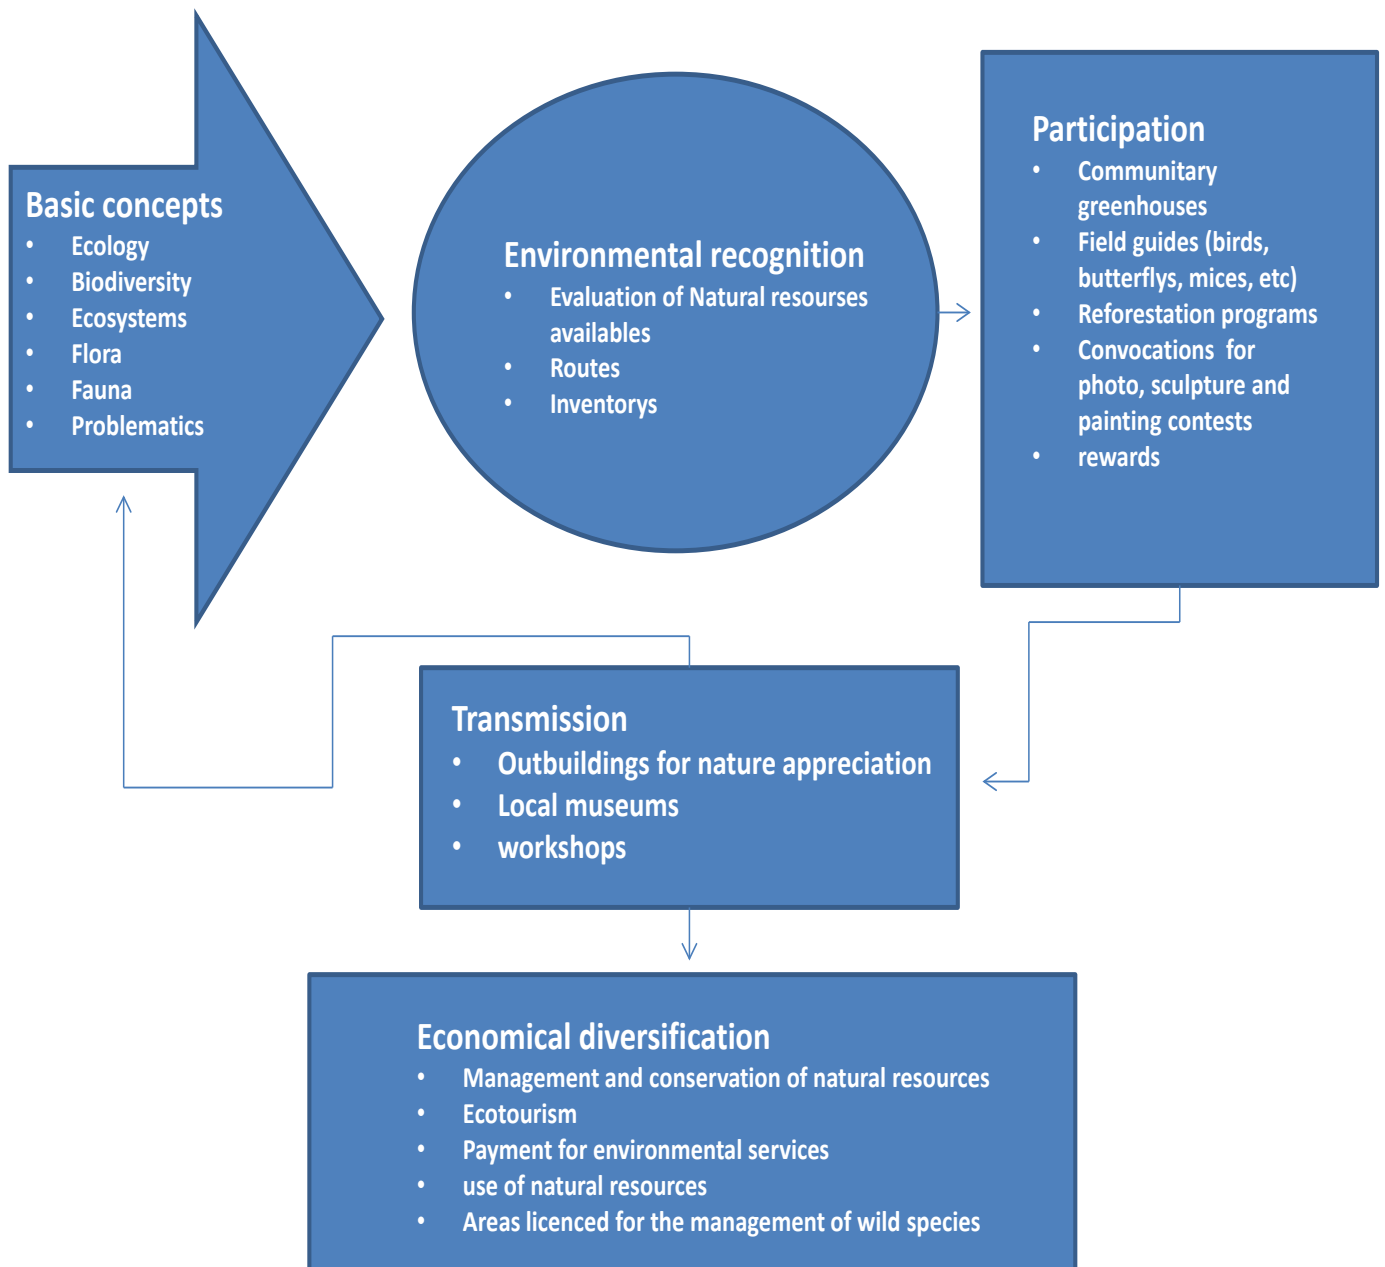 Basic concepts
• Ecology
• Biodiversity
• Ecosystems
• Flora
• Fauna
• Problematics
Environmental recognition
• Evaluation of Natural resourses
availables
• Routes
• Inventorys
Participation
• Communitary
greenhouses
• Field guides (birds,
butterflys, mices, etc)
• Reforestation programs
• Convocations for
photo, sculpture and
painting contests
• rewards
Transmission
• Outbuildings for nature appreciation
• Local museums
• workshops
Economical diversification
• Management and conservation of natural resources
• Ecotourism
• Payment for environmental services
• use of natural resources
• Areas licenced for the management of wild species